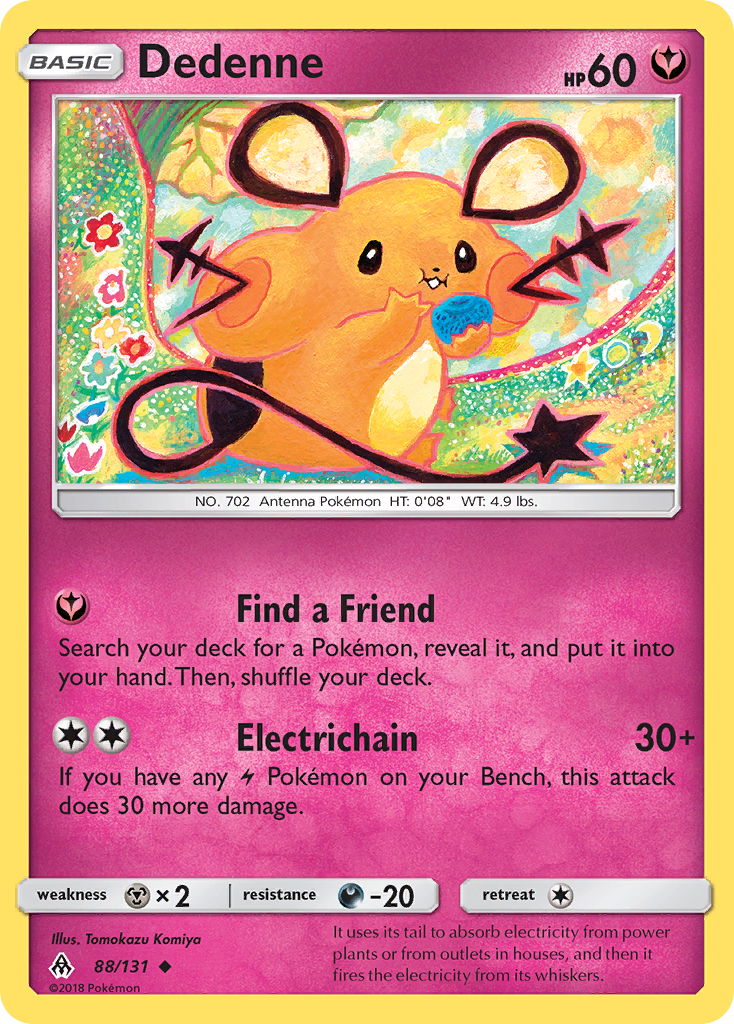 BASIC Dedenne HP60
NO. 702 Antenna Pokémon HT: 0'08" WT: 4.9 lbs.
Find a Friend
Search your deck for a Pokémon, reveal it, and put it into
your hand. Then, shuffle your deck.
Electrichain 30+
If you have any Pokémon on your Bench, this attack
does 30 more damage.
weakness ×2 resistance -20 retreat
Illus. Tomokazu Komiya
88/131
©2018 Pokémon
It uses its tail to absorb electricity from power
plants or from outlets in houses, and then it
fires the electricity from its whiskers.